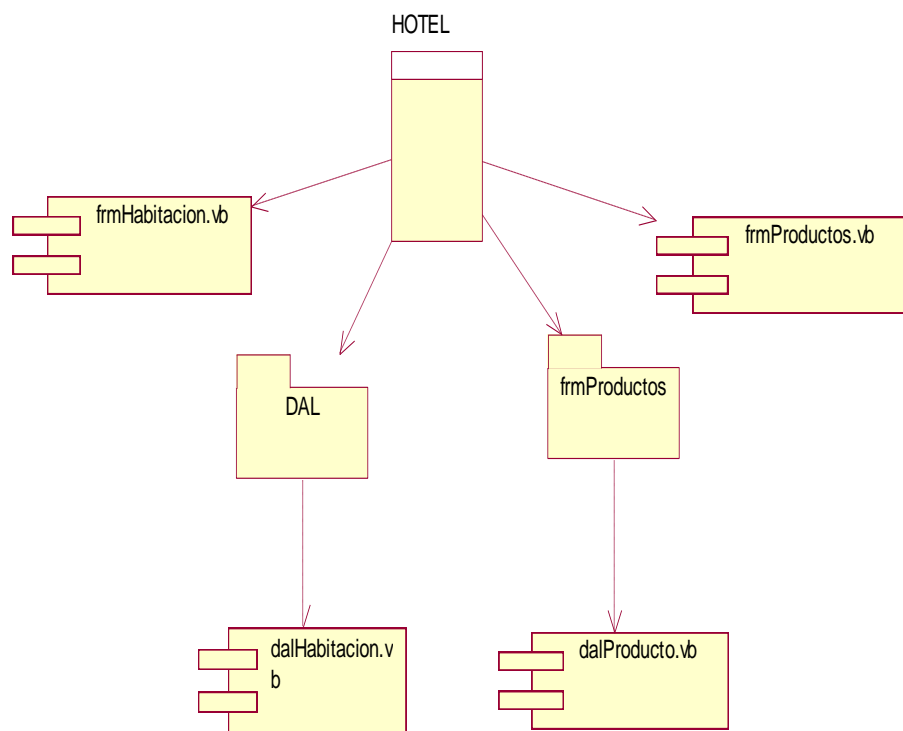 HOTEL
frmHabitacion.vb
frmProductos.vb
DAL
frmProductos
dalHabitacion.v
b
dalProducto.vb